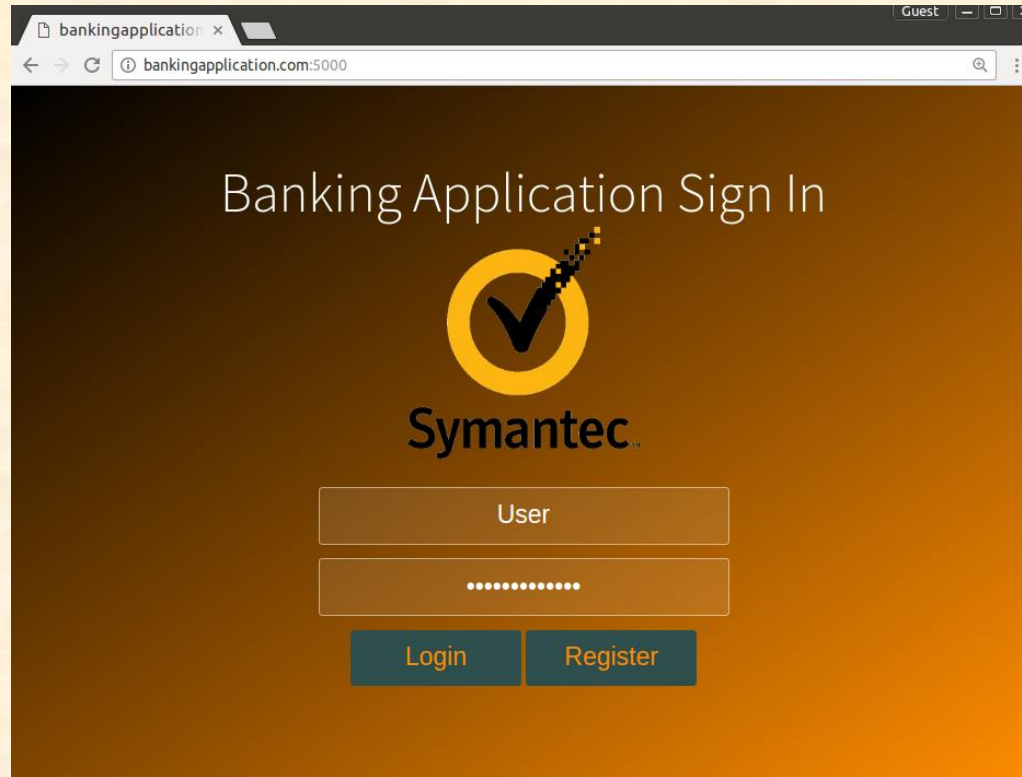 Guest
bankingapplication
bankingapplication.com:5000
Banking Application Sign In
Symantec
User
•••••••••••••
Login
Register